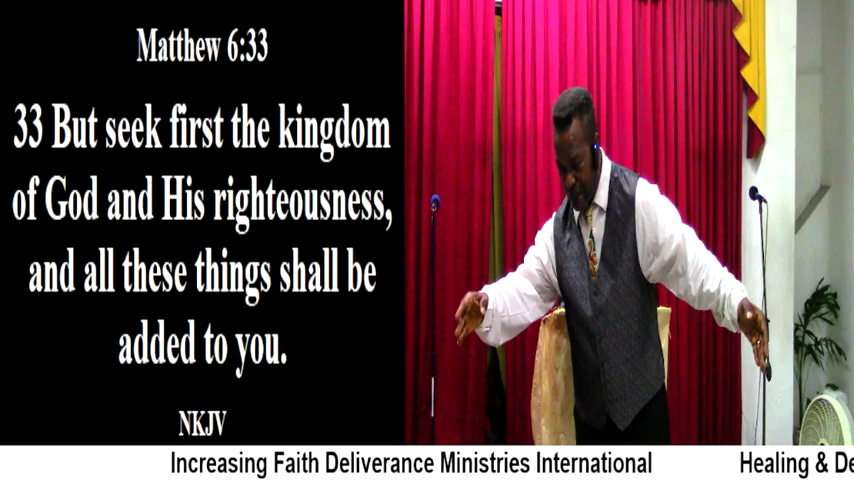 Matthew 6:33
33 But seek first the kingdom
of God and His righteousness,
and all these things shall be
added to you.
NKJV
Increasing Faith Deliverance Ministries International Healing &